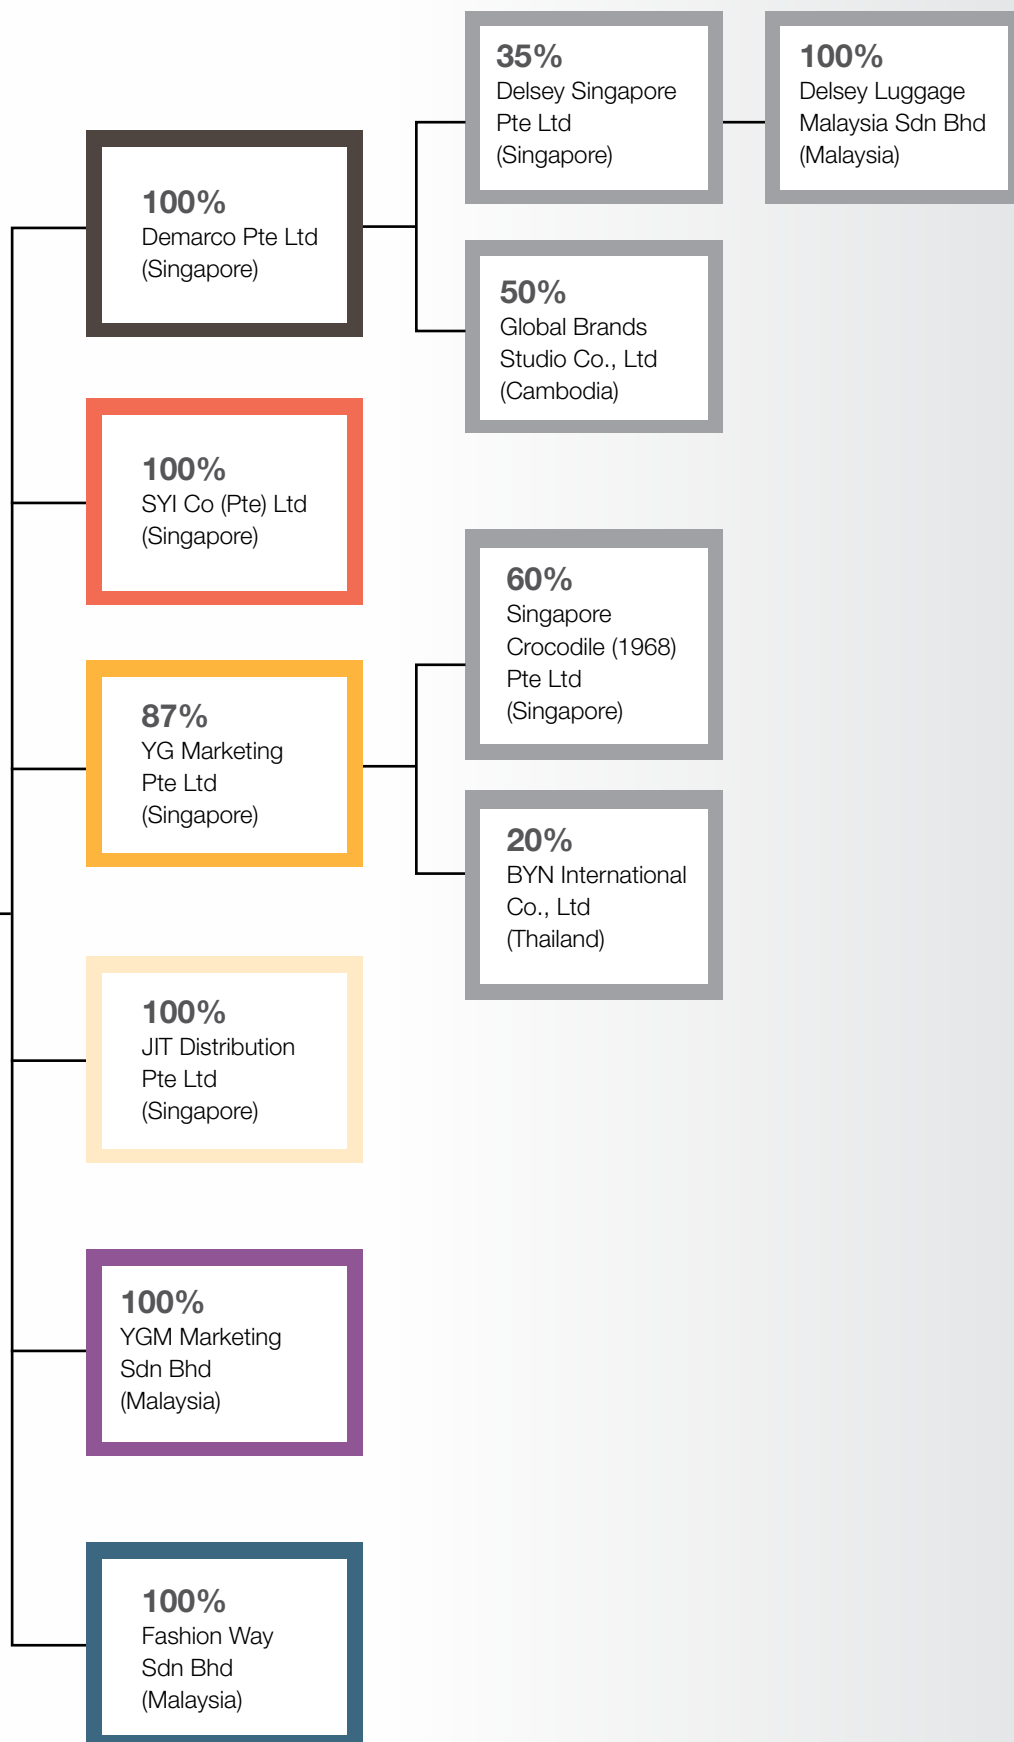 35%
Delsey Singapore
Pte Ltd
(Singapore)
100%
Delsey Luggage
Malaysia Sdn Bhd
(Malaysia)
100%
Demarco Pte Ltd
(Singapore)
50%
Global Brands
Studio Co., Ltd
(Cambodia)
100%
SYI Co (Pte) Ltd
(Singapore)
60%
Singapore
Crocodile (1968)
Pte Ltd
(Singapore)
87%
YG Marketing
Pte Ltd
(Singapore)
20%
BYN International
Co., Ltd
(Thailand)
100%
JIT Distribution
Pte Ltd
(Singapore)
100%
YGM Marketing
Sdn Bhd
(Malaysia)
100%
Fashion Way
Sdn Bhd
(Malaysia)